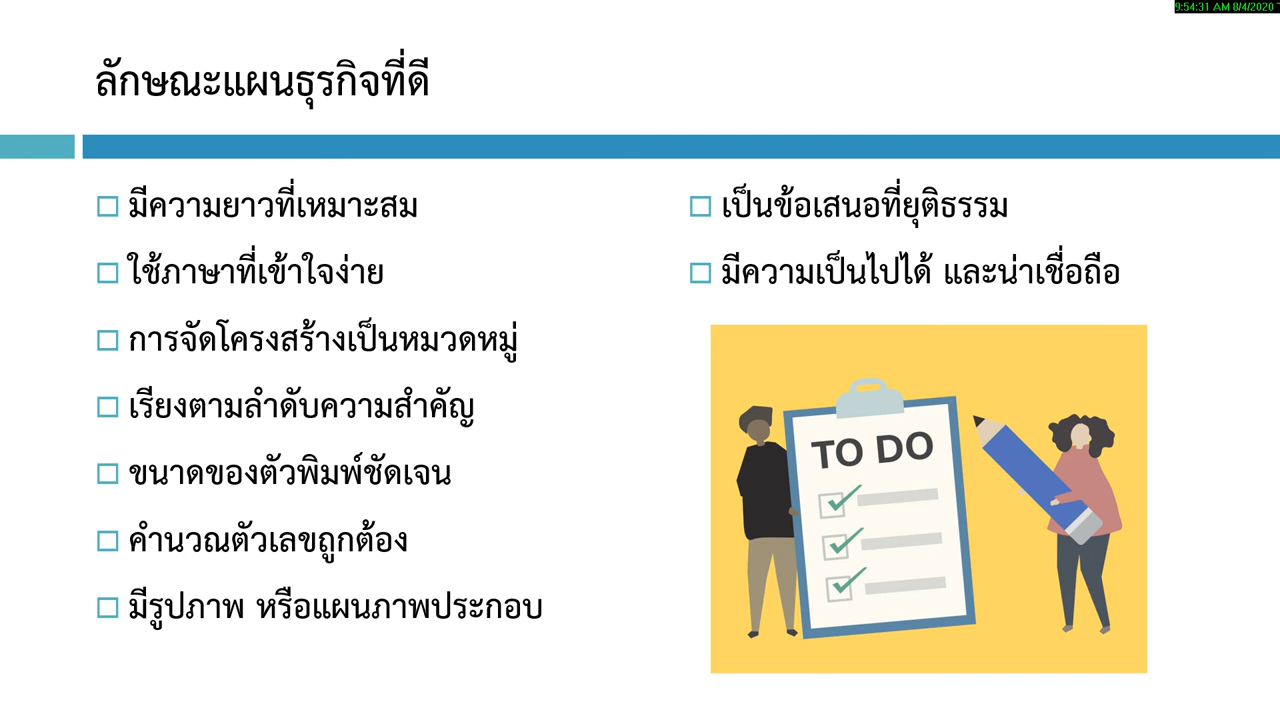 9:54:31 AM 8/4/2020
ลักษณะแผนธุรกิจที่ดี
มีความยาวที่เหมาะสม
ใช้ภาษาที่เข้าใจง่าย
การจัดโครงสร้างเป็นหมวดหมู่
เรียงตามลำดับความสำคัญ
ขนาดของตัวพิมพ์ชัดเจน
คำนวณตัวเลขถูกต้อง
มีรูปภาพ หรือแผนภาพประกอบ
เป็นข้อเสนอที่ยุติธรรม
มีความเป็นไปได้ และน่าเชื่อถือ
TO DO